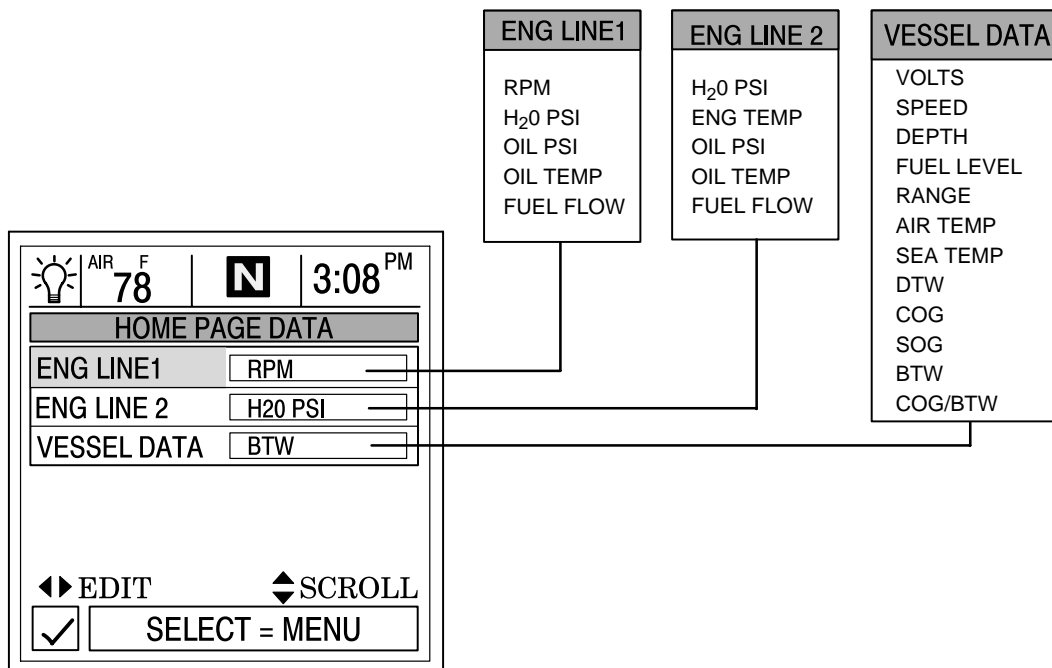 ENG LINE1
RPM
H₂0 PSI
OIL PSI
OIL TEMP
FUEL FLOW
ENG LINE 2
H₂0 PSI
ENG TEMP
OIL PSI
OIL TEMP
FUEL FLOW
VESSEL DATA
VOLTS
SPEED
DEPTH
FUEL LEVEL
RANGE
AIR TEMP
SEA TEMP
DTW
COG
SOG
BTW
COG/BTW
AIR F 78 N 3:08 PM
HOME PAGE DATA
ENG LINE1 RPM
ENG LINE 2 H20 PSI
VESSEL DATA BTW
EDIT SCROLL
SELECT = MENU